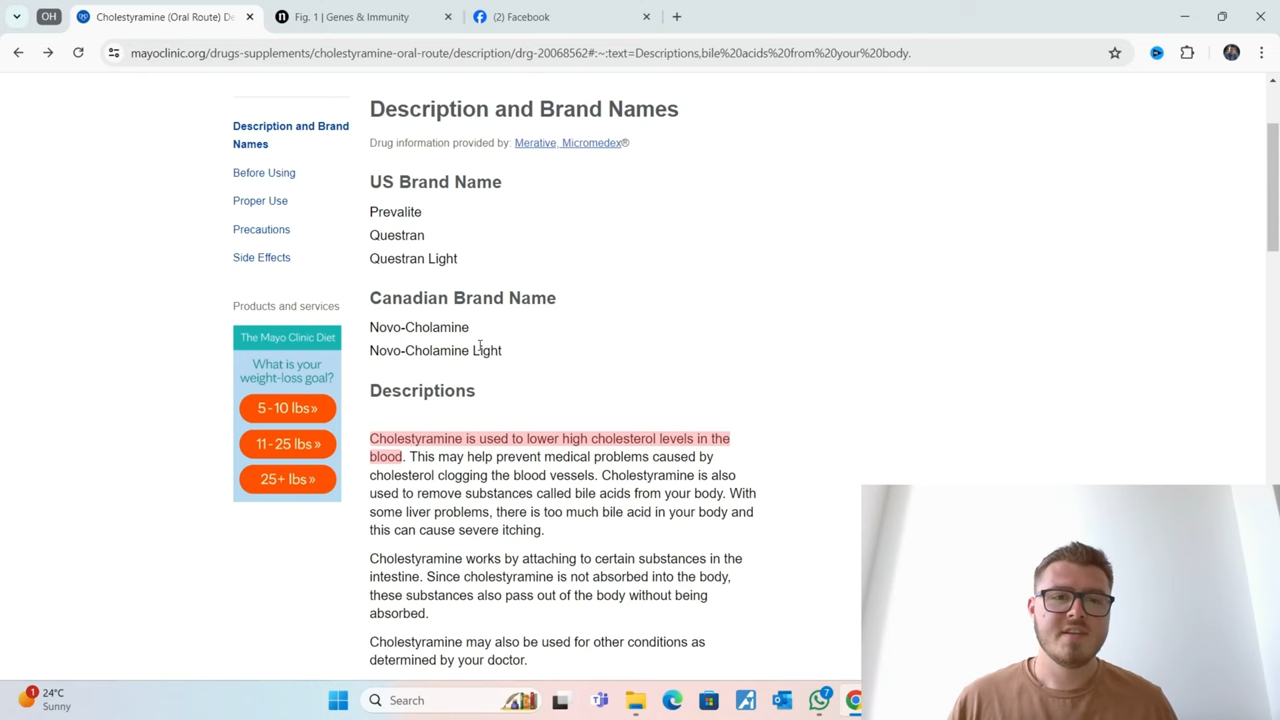 OH
Cholestyramine (Oral Route) De
Fig. 1 | Genes & Immunity
(2) Facebook
mayoclinic.org/drugs-supplements/cholestyramine-oral-route/description/drg-20068562#:~:text=Descriptions,bile%20acids%20from%20your%20body.
Description and Brand
Names
Before Using
Proper Use
Precautions
Side Effects
Products and services
The Mayo Clinic Diet
What is your
weight-loss goal?
5-10 lbs»
11-25 lbs»
25+ lbs»
Description and Brand Names
Drug information provided by: Merative, Micromedex®
US Brand Name
Prevalite
Questran
Questran Light
Canadian Brand Name
Novo-Cholamine
Novo-Cholamine Light
Descriptions
Cholestyramine is used to lower high cholesterol levels in the
blood. This may help prevent medical problems caused by
cholesterol clogging the blood vessels. Cholestyramine is also
used to remove substances called bile acids from your body. With
some liver problems, there is too much bile acid in your body and
this can cause severe itching.
Cholestyramine works by attaching to certain substances in the
intestine. Since cholestyramine is not absorbed into the body,
these substances also pass out of the body without being
absorbed.
Cholestyramine may also be used for other conditions as
determined by your doctor.
1
24°C
Sunny
Search
7